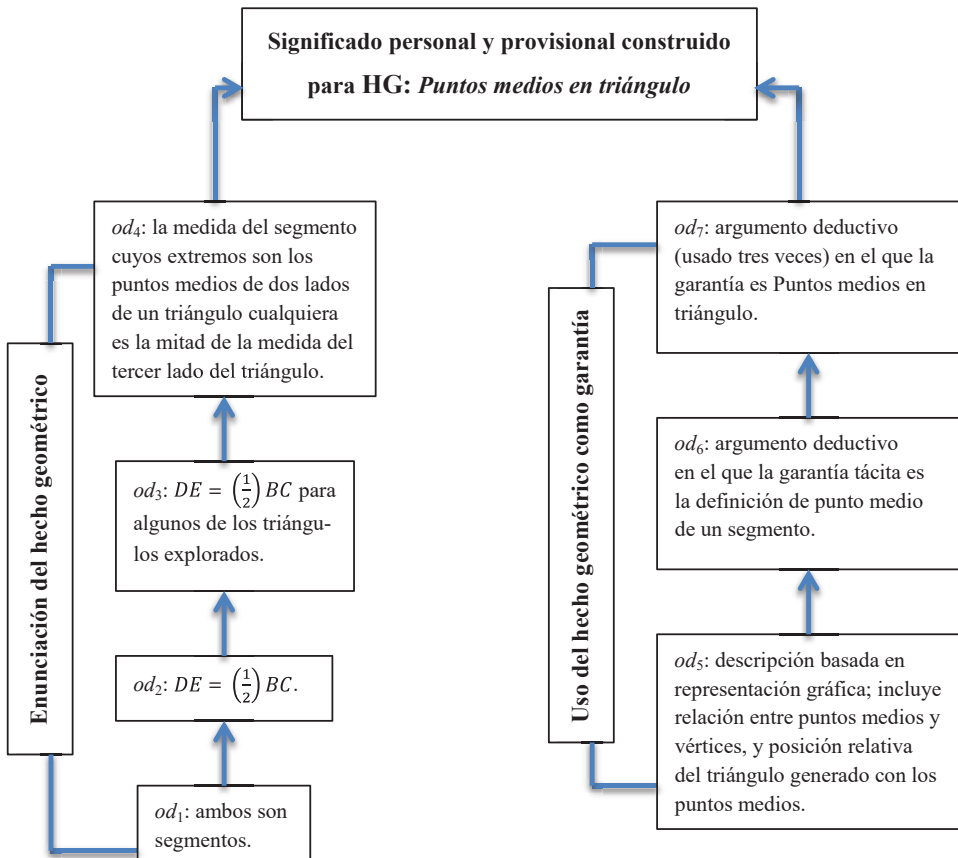 Significado personal y provisional construido
para HG: Puntos medios en triángulo
Enunciación del hecho geométrico
od₄: la medida del segmento
cuyos extremos son los
puntos medios de dos lados
de un triángulo cualquiera
es la mitad de la medida del
tercer lado del triángulo.
od₃: DE = (1/2) BC para
algunos de los triángu-
los explorados.
od₂: DE = (1/2) BC.
od₁: ambos son
segmentos.
Uso del hecho geométrico como garantía
od₇: argumento deductivo
(usado tres veces) en el que la
garantía es Puntos medios en
triángulo.
od₆: argumento deductivo
en el que la garantía tácita es
la definición de punto medio
de un segmento.
od₅: descripción basada en
representación gráfica; incluye
relación entre puntos medios y
vértices, y posición relativa
del triángulo generado con los
puntos medios.